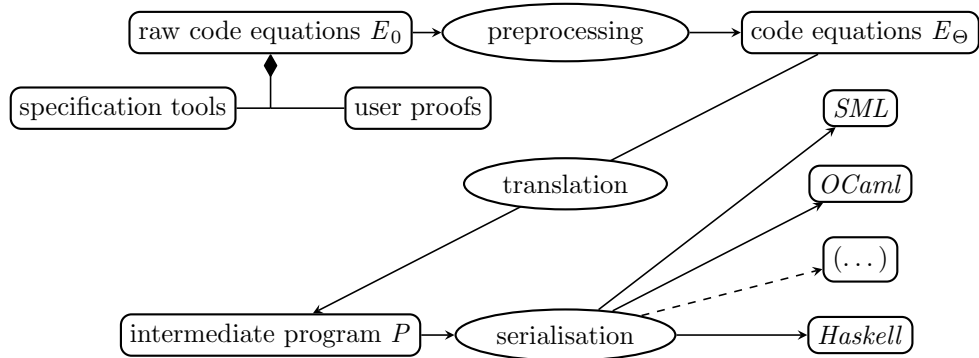 raw code equations E₀
preprocessing
code equations E_Θ
specification tools
user proofs
SML
translation
OCaml
(...)
intermediate program P
serialisation
Haskell